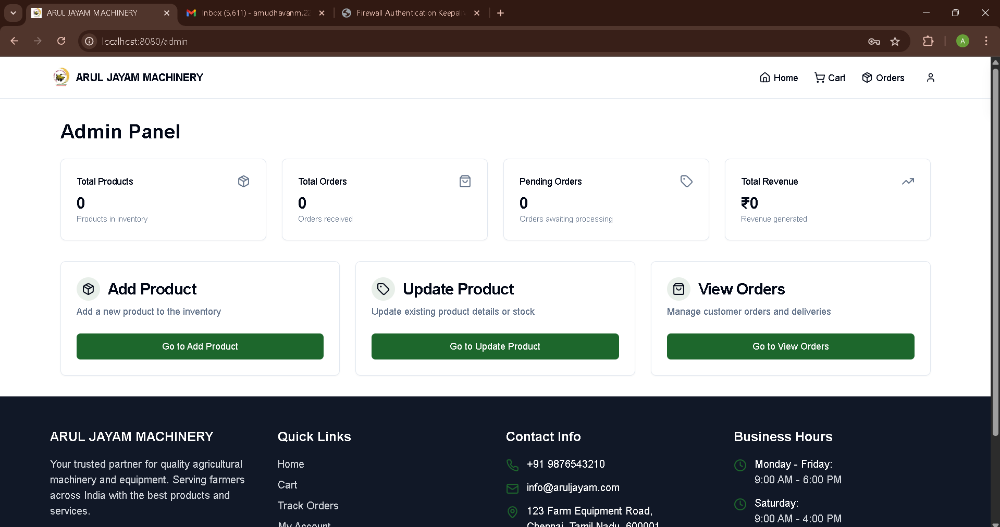 ARUL JAYAM MACHINERY
Inbox (5,611) - amudhavanm.22
Firewall Authentication Keepaliv
localhost:8080/admin
A
ARUL JAYAM MACHINERY
Home
Cart
Orders
Admin Panel
Total Products
0
Products in inventory
Total Orders
0
Orders received
Pending Orders
0
Orders awaiting processing
Total Revenue
₹0
Revenue generated
Add Product
Add a new product to the inventory
Go to Add Product
Update Product
Update existing product details or stock
Go to Update Product
View Orders
Manage customer orders and deliveries
Go to View Orders
ARUL JAYAM MACHINERY
Your trusted partner for quality agricultural
machinery and equipment. Serving farmers
across India with the best products and
services.
Quick Links
Home
Cart
Track Orders
My Account
Contact Info
+91 9876543210
info@aruljayam.com
123 Farm Equipment Road,
Chennai, Tamil Nadu, 600001
Business Hours
Monday - Friday:
9:00 AM - 6:00 PM
Saturday:
9:00 AM - 4:00 PM